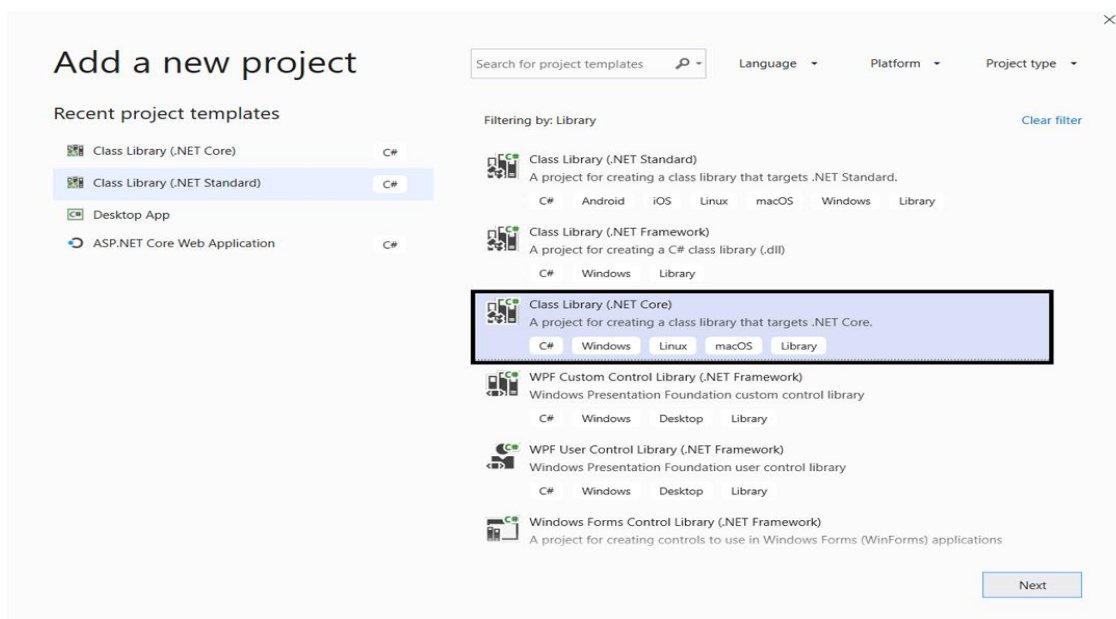 Add a new project
Search for project templates
Language
Platform
Project type
Recent project templates
Filtering by: Library
Clear filter
Class Library (.NET Core)
C#
Class Library (.NET Standard)
C#
Desktop App
ASP.NET Core Web Application
C#
Class Library (.NET Standard)
A project for creating a class library that targets .NET Standard.
C# Android iOS Linux macOS Windows Library
Class Library (.NET Framework)
A project for creating a C# class library (.dll)
C# Windows Library
Class Library (.NET Core)
A project for creating a class library that targets .NET Core.
C# Windows Linux macOS Library
WPF Custom Control Library (.NET Framework)
Windows Presentation Foundation custom control library
C# Windows Desktop Library
WPF User Control Library (.NET Framework)
Windows Presentation Foundation user control library
C# Windows Desktop Library
Windows Forms Control Library (.NET Framework)
A project for creating controls to use in Windows Forms (WinForms) applications
Next